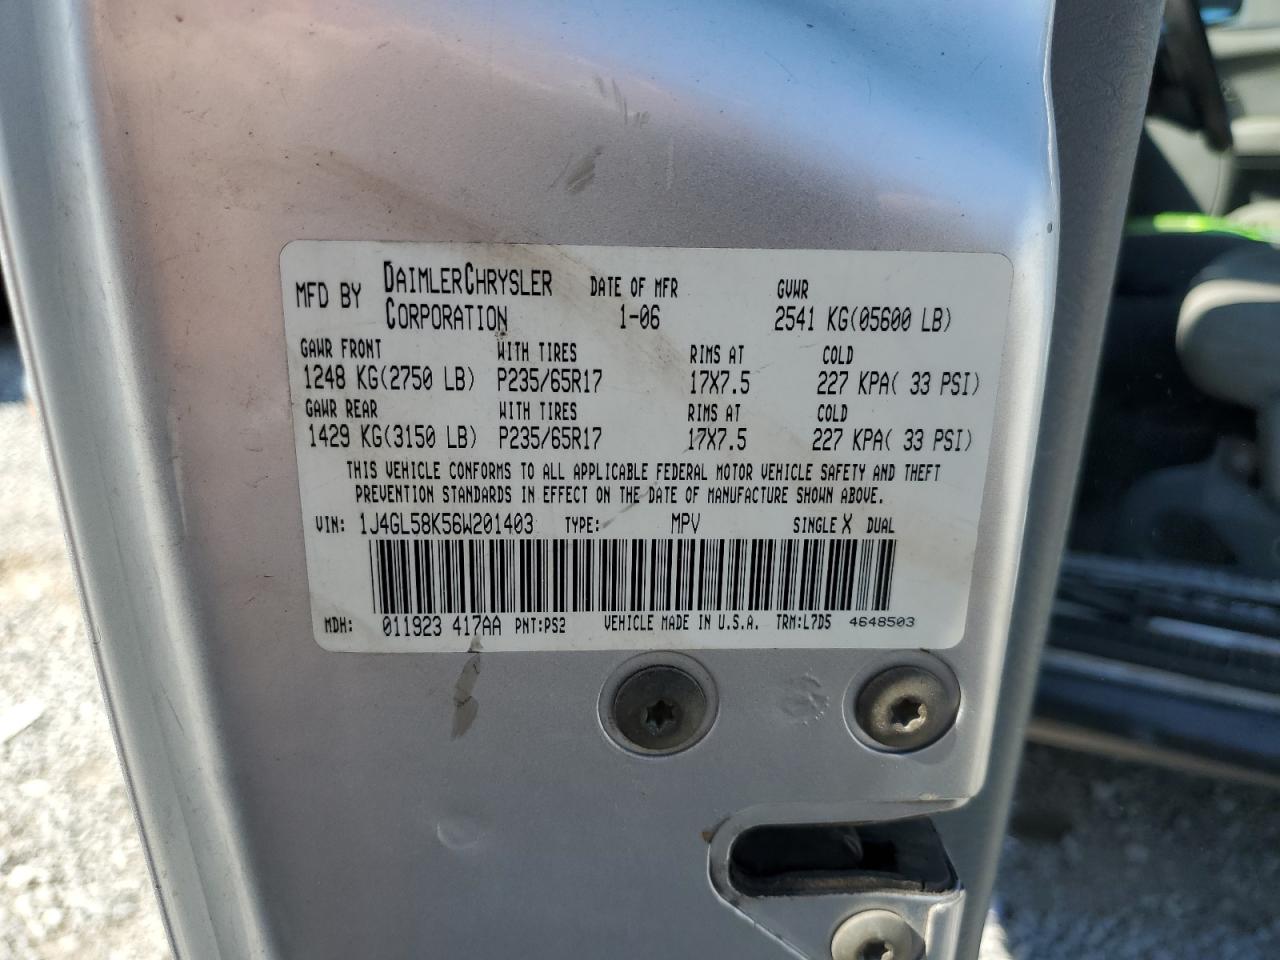 MFD BY DAIMLERCHRYSLER CORPORATION DATE OF MFR 1-06 GVWR 2541 KG(05600 LB)
GAWR FRONT WITH TIRES RIMS AT COLD
1248 KG(2750 LB) P235/65R17 17X7.5 227 KPA( 33 PSI)
GAWR REAR WITH TIRES RIMS AT COLD
1429 KG(3150 LB) P235/65R17 17X7.5 227 KPA( 33 PSI)
THIS VEHICLE CONFORMS TO ALL APPLICABLE FEDERAL MOTOR VEHICLE SAFETY AND THEFT
PREVENTION STANDARDS IN EFFECT ON THE DATE OF MANUFACTURE SHOWN ABOVE.
VIN: 1J4GL58K56W201403 TYPE: MPV SINGLE X DUAL
MDH: 011923 417AA PNT:PS2 VEHICLE MADE IN U.S.A. TRM:L7D5 4648503